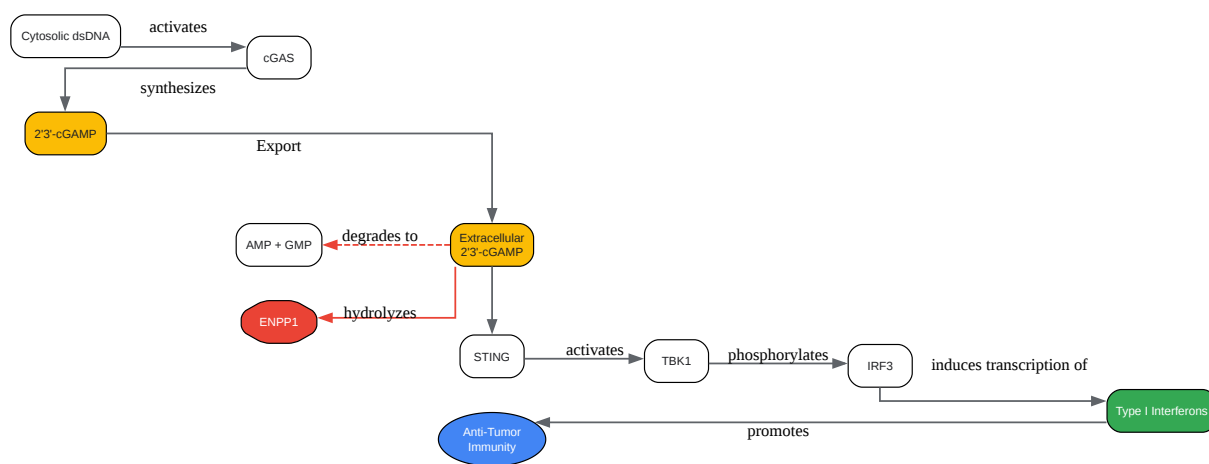 Cytosolic dsDNA
activates
cGAS
synthesizes
2'3'-cGAMP
Export
AMP + GMP
degrades to
Extracellular
2'3'-cGAMP
ENPP1
hydrolyzes
STING
activates
TBK1
phosphorylates
IRF3
induces transcription of
Type I Interferons
Anti-Tumor
Immunity
promotes